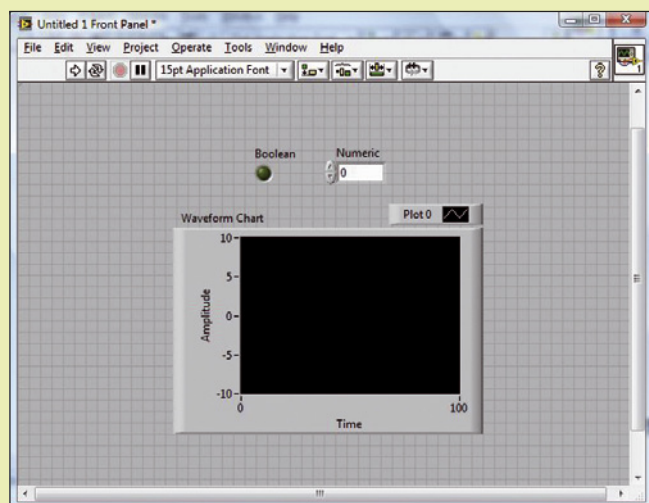 Untitled 1 Front Panel *
File Edit View Project Operate Tools Window Help
15pt Application Font
?
1
Boolean
Numeric
0
Plot 0
Waveform Chart
10
5
0
-5
-10
Amplitude
0
100
Time